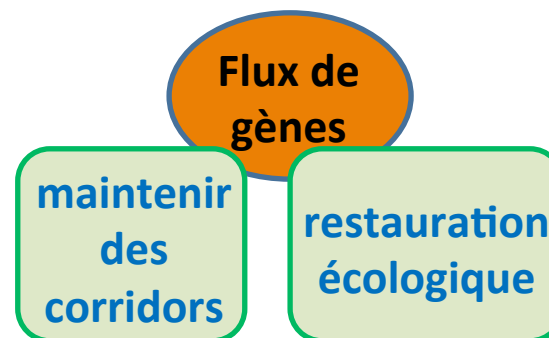 Flux de
gènes
maintenir
des
corridors
restauration
écologique